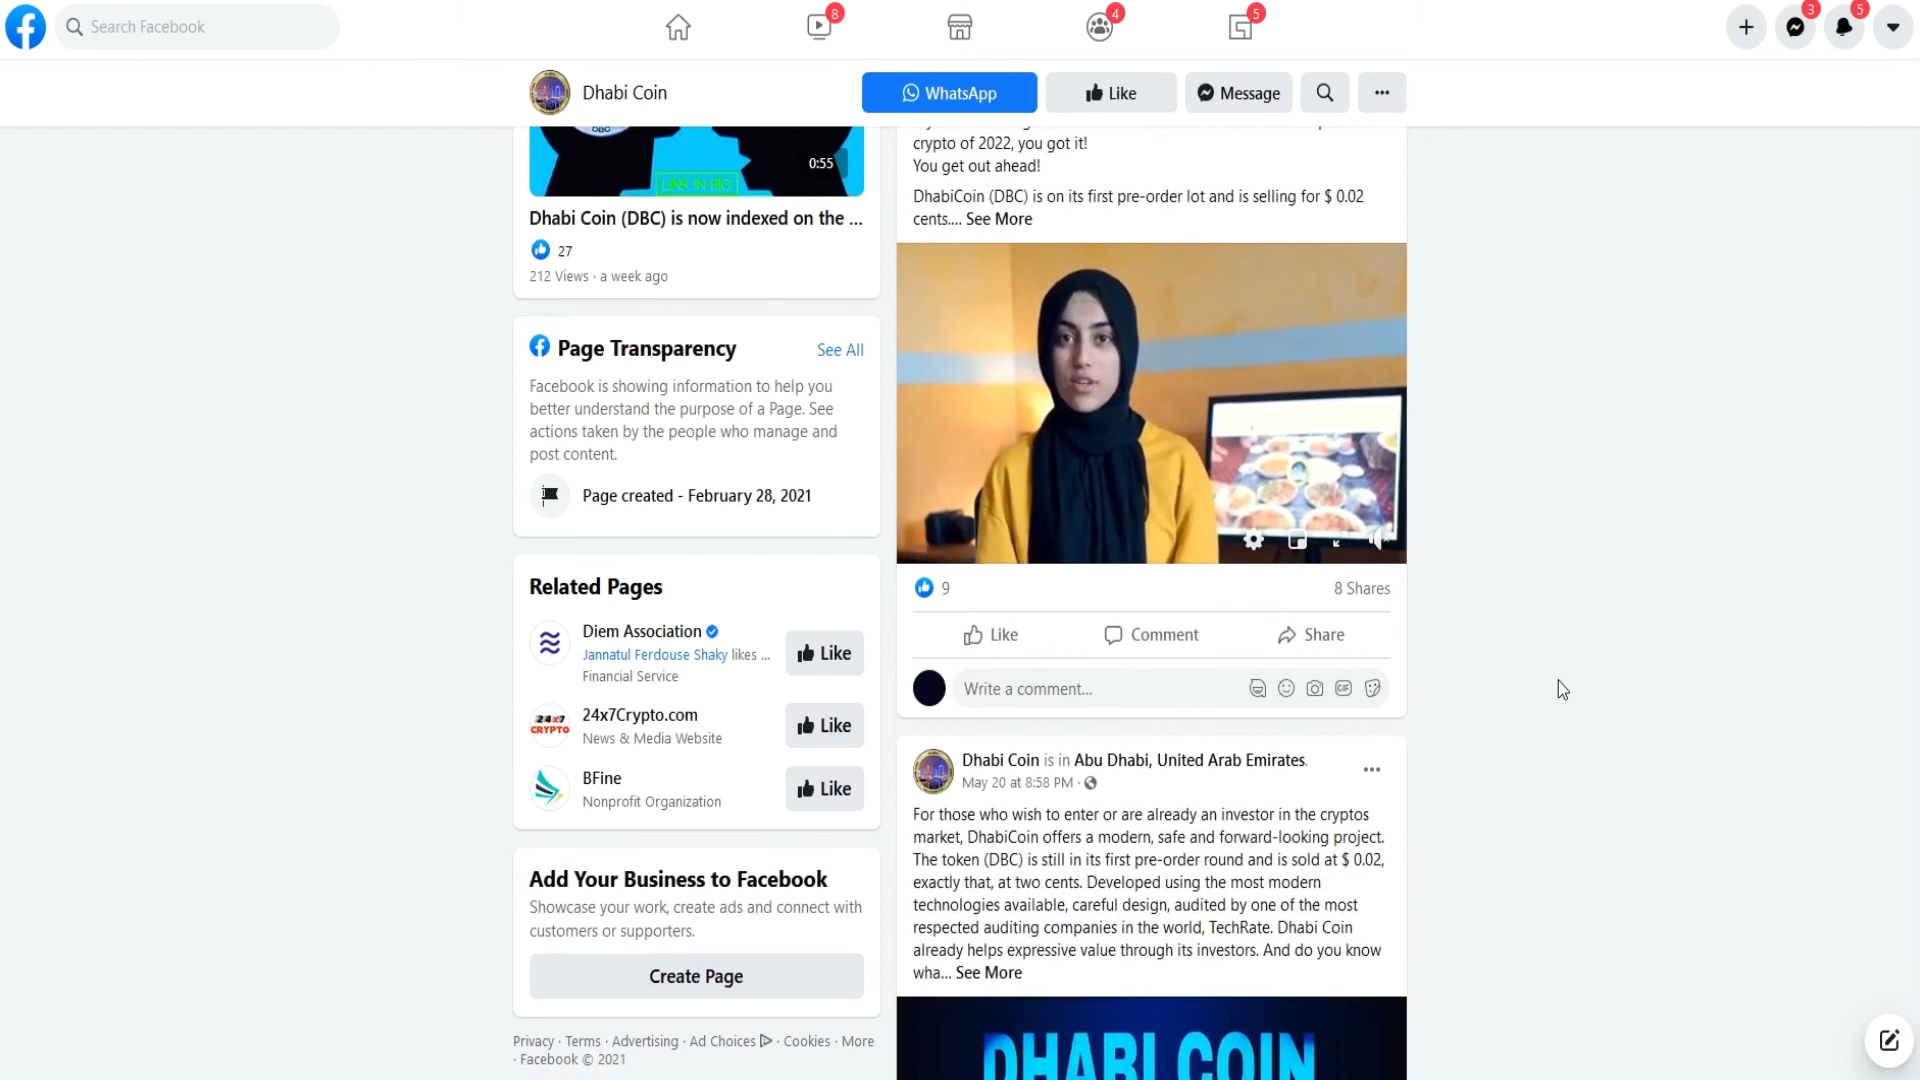 Search Facebook
8
4
5
3
5
Dhabi Coin
WhatsApp
Like
Message
0:55
LINK IN BIO
Dhabi Coin (DBC) is now indexed on the ...
27
212 Views · a week ago
Page Transparency
See All
Facebook is showing information to help you
better understand the purpose of a Page. See
actions taken by the people who manage and
post content.
Page created - February 28, 2021
Related Pages
Diem Association
Jannatul Ferdouse Shaky likes ...
Financial Service
Like
24x7
CRYPTO
24x7Crypto.com
News & Media Website
Like
BFine
Nonprofit Organization
Like
Add Your Business to Facebook
Showcase your work, create ads and connect with
customers or supporters.
Create Page
Privacy · Terms · Advertising · Ad Choices · Cookies · More
· Facebook © 2021
crypto of 2022, you got it!
You get out ahead!
DhabiCoin (DBC) is on its first pre-order lot and is selling for $ 0.02
cents.... See More
9
8 Shares
Like
Comment
Share
Write a comment...
GIF
Dhabi Coin is in Abu Dhabi, United Arab Emirates.
May 20 at 8:58 PM ·
For those who wish to enter or are already an investor in the cryptos
market, DhabiCoin offers a modern, safe and forward-looking project.
The token (DBC) is still in its first pre-order round and is sold at $ 0.02,
exactly that, at two cents. Developed using the most modern
technologies available, careful design, audited by one of the most
respected auditing companies in the world, TechRate. Dhabi Coin
already helps expressive value through its investors. And do you know
wha... See More
DHABI COIN